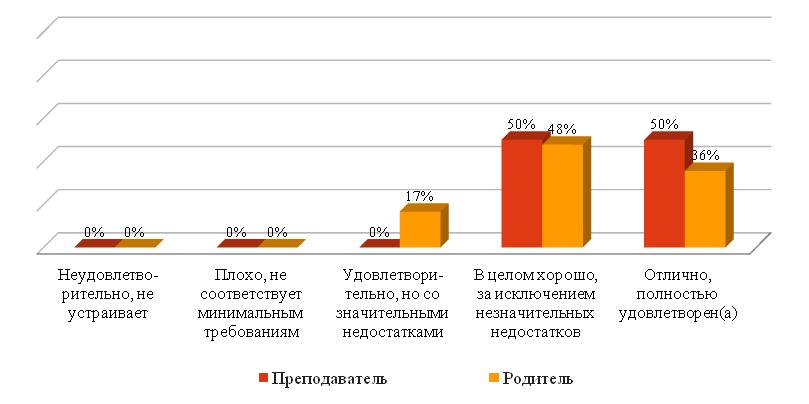 50%
48%
50%
36%
17%
0%
0%
0%
0%
0%
Неудовлетво-
рительно, не
устраивает
Плохо, не
соответствует
минимальным
требованиям
Удовлетвори-
тельно, но со
значительными
недостатками
В целом хорошо,
за исключением
незначительных
недостатков
Отлично,
полностью
удовлетворен(а)
Преподаватель
Родитель